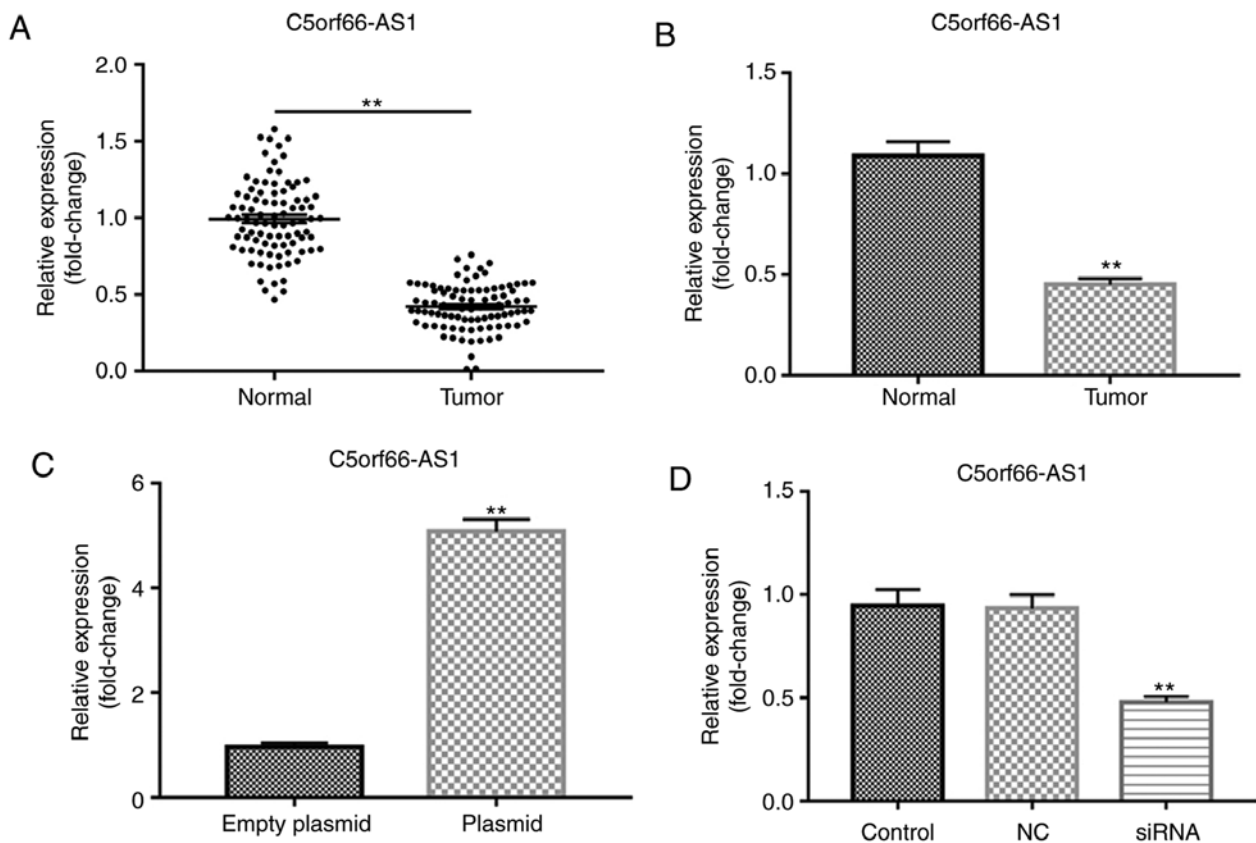 A
C5orf66-AS1
Relative expression
(fold-change)
2.0
1.5
1.0
0.5
0.0
**
Normal
Tumor
B
C5orf66-AS1
Relative expression
(fold-change)
1.5
1.0
0.5
0.0
**
Normal
Tumor
C
C5orf66-AS1
Relative expression
(fold-change)
6
4
2
0
**
Empty plasmid
Plasmid
D
C5orf66-AS1
Relative expression
(fold-change)
1.5
1.0
0.5
0.0
**
Control
NC
siRNA